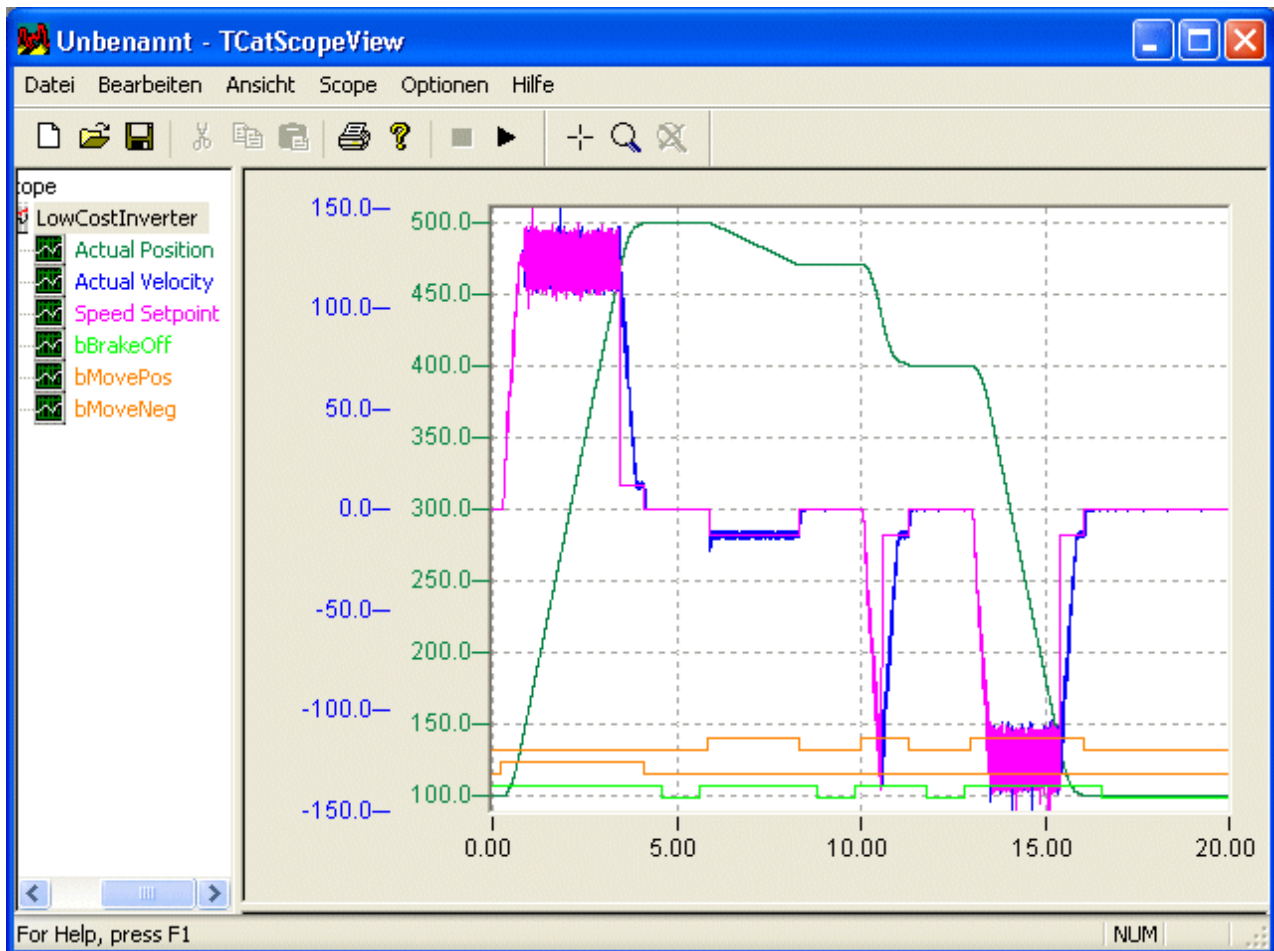 Unbenannt - TCatScopeView
Datei Bearbeiten Ansicht Scope Optionen Hilfe
cope
LowCostInverter
Actual Position
Actual Velocity
Speed Setpoint
bBrakeOff
bMovePos
bMoveNeg
150.0
100.0
50.0
0.0
-50.0
-100.0
-150.0
500.0
450.0
400.0
350.0
300.0
250.0
200.0
150.0
100.0
0.00 5.00 10.00 15.00 20.00
For Help, press F1 NUM